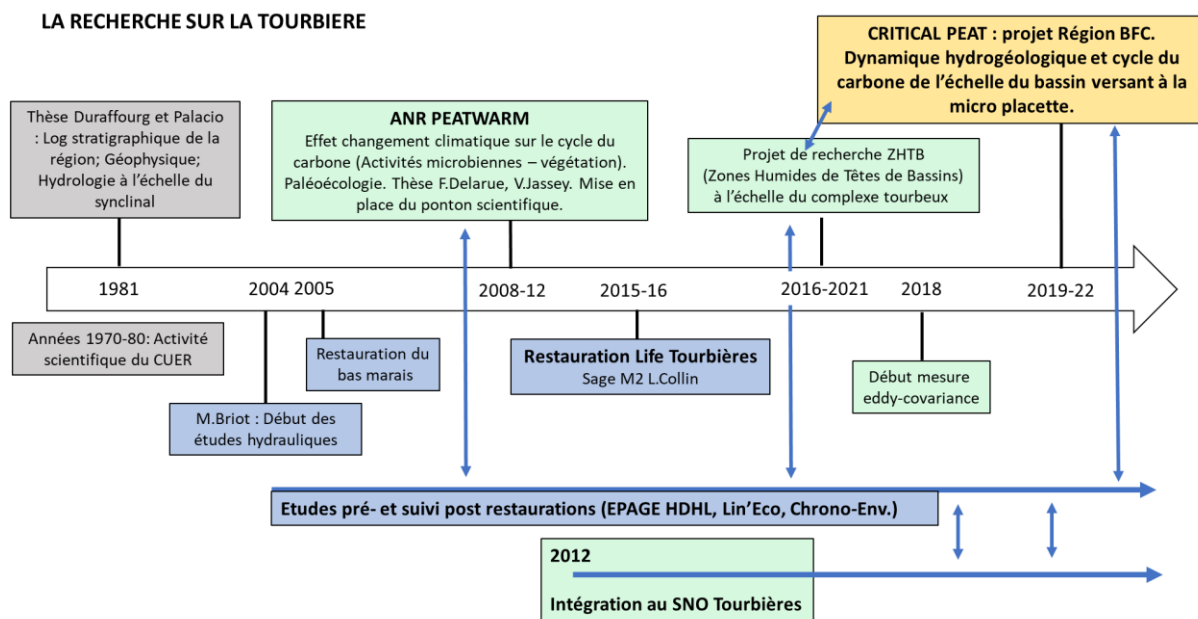 LA RECHERCHE SUR LA TOURBIERE
CRITICAL PEAT : projet Région BFC.
Dynamique hydrogéologique et cycle du
carbone de l'échelle du bassin versant à la
micro placette.
Thèse Duraffourg et Palacio
: Log stratigraphique de la
région; Géophysique;
Hydrologie à l'échelle du
synclinal
ANR PEATWARM
Effet changement climatique sur le cycle du
carbone (Activités microbiennes – végétation).
Paléoécologie. Thèse F.Delarue, V.Jassey. Mise en
place du ponton scientifique.
Projet de recherche ZHTB
(Zones Humides de Têtes de Bassins)
à l'échelle du complexe tourbeux
1981
2004 2005
2008-12
2015-16
2016-2021
2018
2019-22
Années 1970-80: Activité
scientifique du CUER
Restauration du
bas marais
Restauration Life Tourbières
Sage M2 L.Collin
Début mesure
eddy-covariance
M.Briot : Début des
études hydrauliques
Etudes pré- et suivi post restaurations (EPAGE HDHL, Lin'Eco, Chrono-Env.)
2012
Intégration au SNO Tourbières